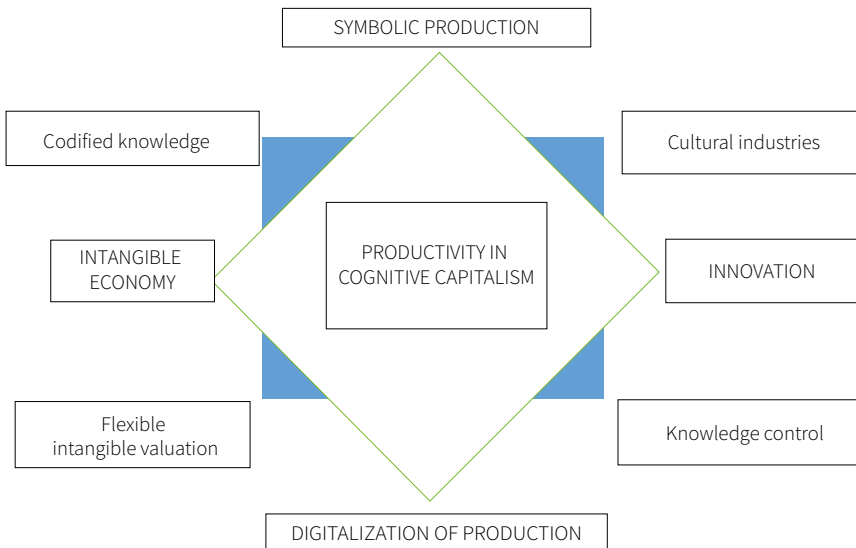 SYMBOLIC PRODUCTION
Codified knowledge
Cultural industries
INTANGIBLE
ECONOMY
PRODUCTIVITY IN
COGNITIVE CAPITALISM
INNOVATION
Flexible
intangible valuation
Knowledge control
DIGITALIZATION OF PRODUCTION